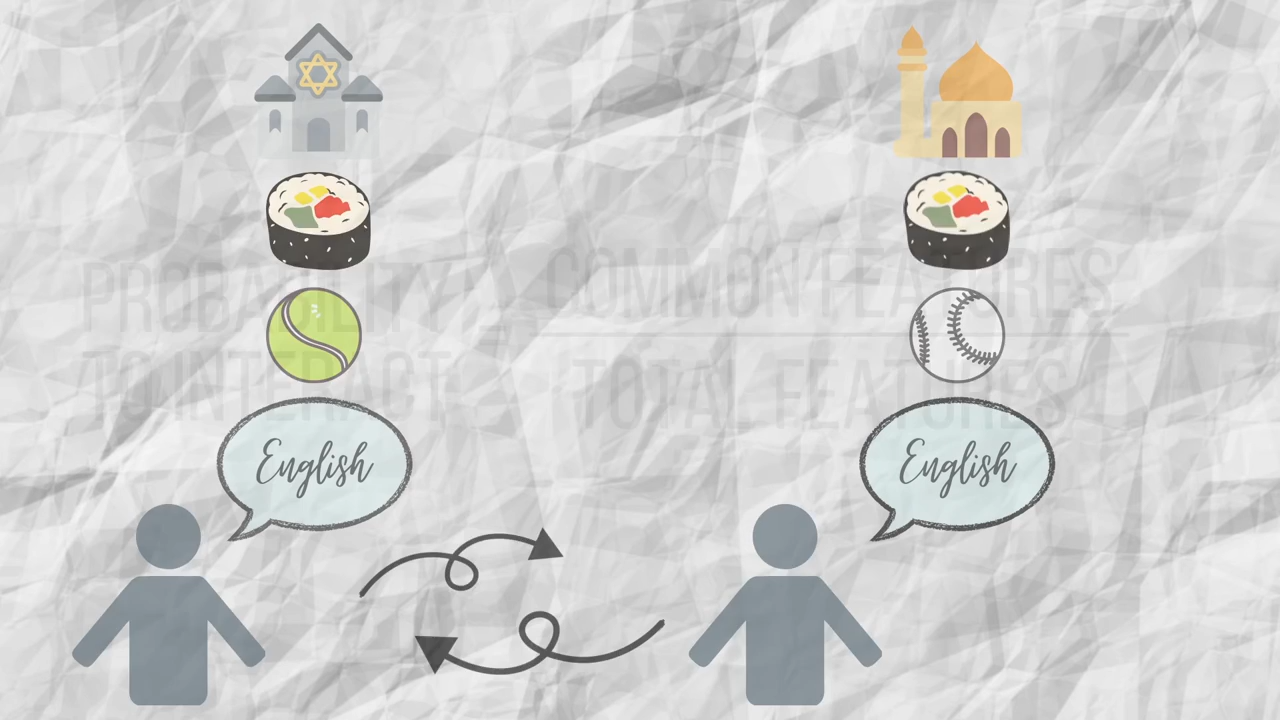 PROBABILITY
TO INTERACT
COMMON FEATURES
TOTAL FEATURES
English
English